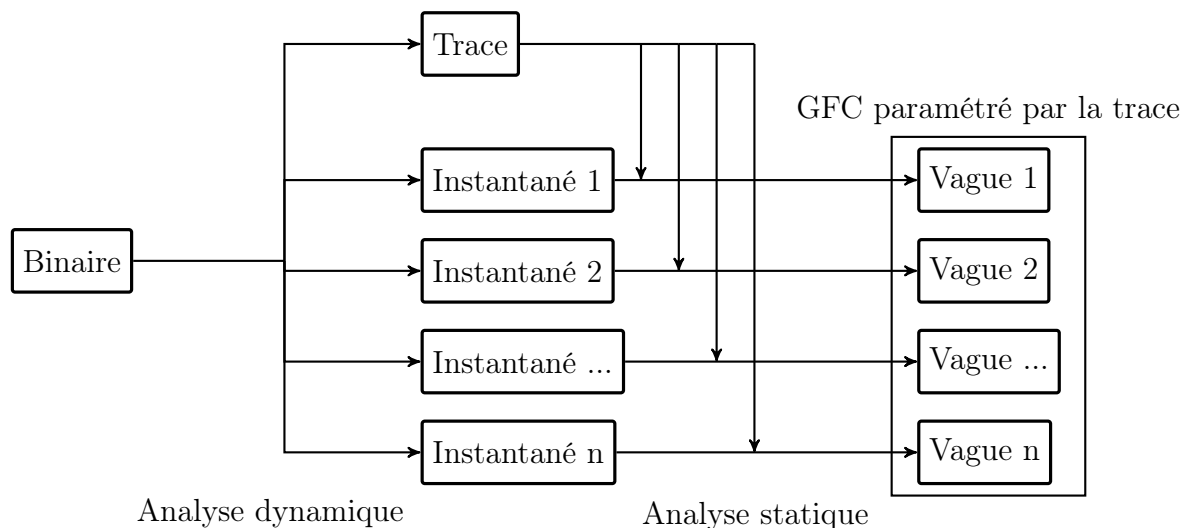 Trace
GFC paramétré par la trace
Instantané 1
Vague 1
Binaire
Instantané 2
Vague 2
Instantané ...
Vague ...
Instantané n
Vague n
Analyse dynamique
Analyse statique